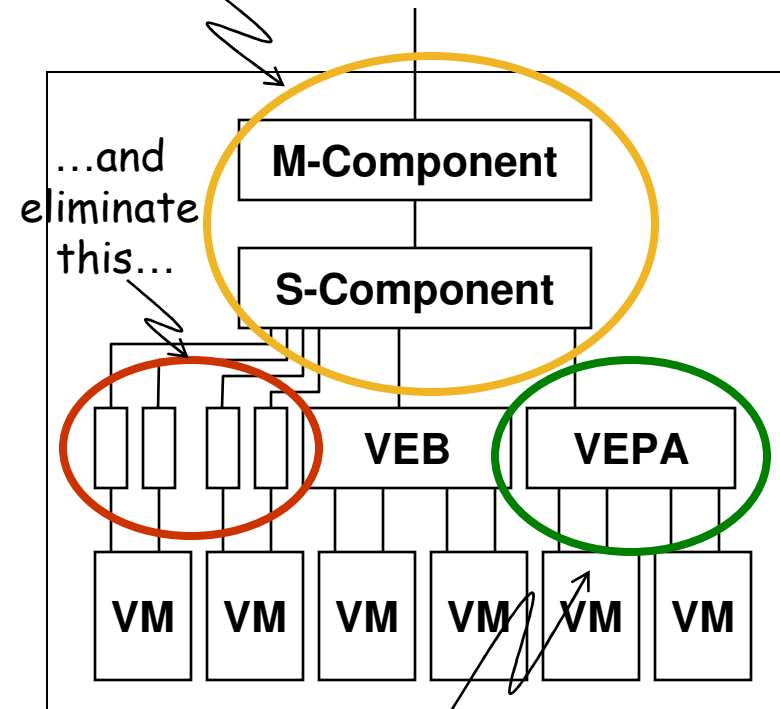 M-Component
…and
eliminate
this…
S-Component
VEB
VEPA
VM
VM
VM
VM
VM
VM